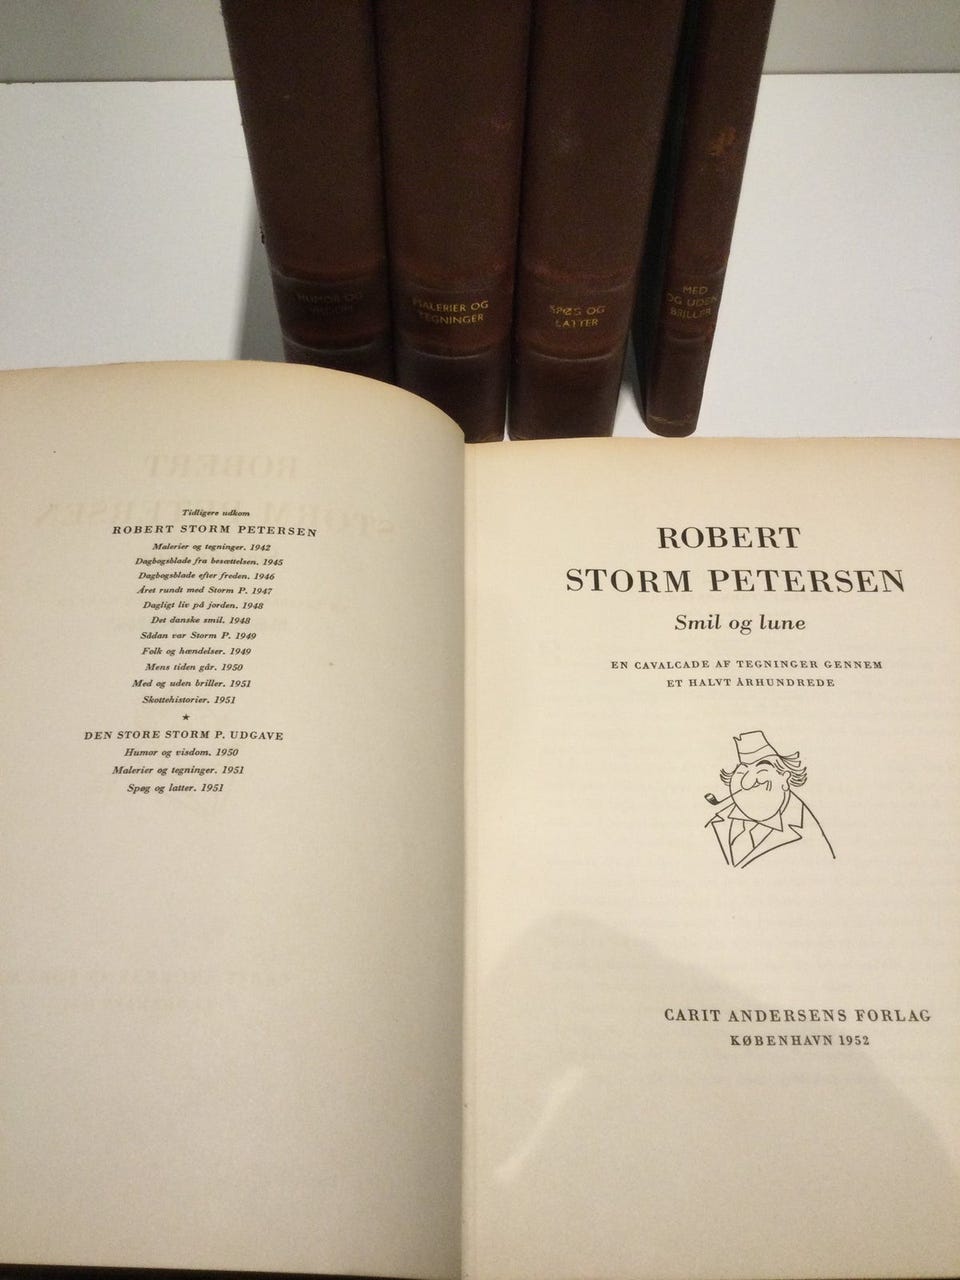 HUMOR OG
VISDOM
MALERIER OG
TEGNINGER
SPØG OG
LATTER
MED
OG UDEN
BRILLER
Tidligere udkom
ROBERT STORM PETERSEN
Malerier og tegninger. 1942
Dagbogsblade fra besættelsen. 1945
Dagbogsblade efter freden. 1946
Året rundt med Storm P. 1947
Dagligt liv på jorden. 1948
Det danske smil. 1948
Sådan var Storm P. 1949
Folk og hændelser. 1949
Mens tiden går. 1950
Med og uden briller. 1951
Skottehistorier. 1951
★
DEN STORE STORM P. UDGAVE
Humor og visdom. 1950
Malerier og tegninger. 1951
Spøg og latter. 1951
ROBERT
STORM PETERSEN
Smil og lune
EN CAVALCADE AF TEGNINGER GENNEM
ET HALVT ÅRHUNDREDE
CARIT ANDERSENS FORLAG
KØBENHAVN 1952